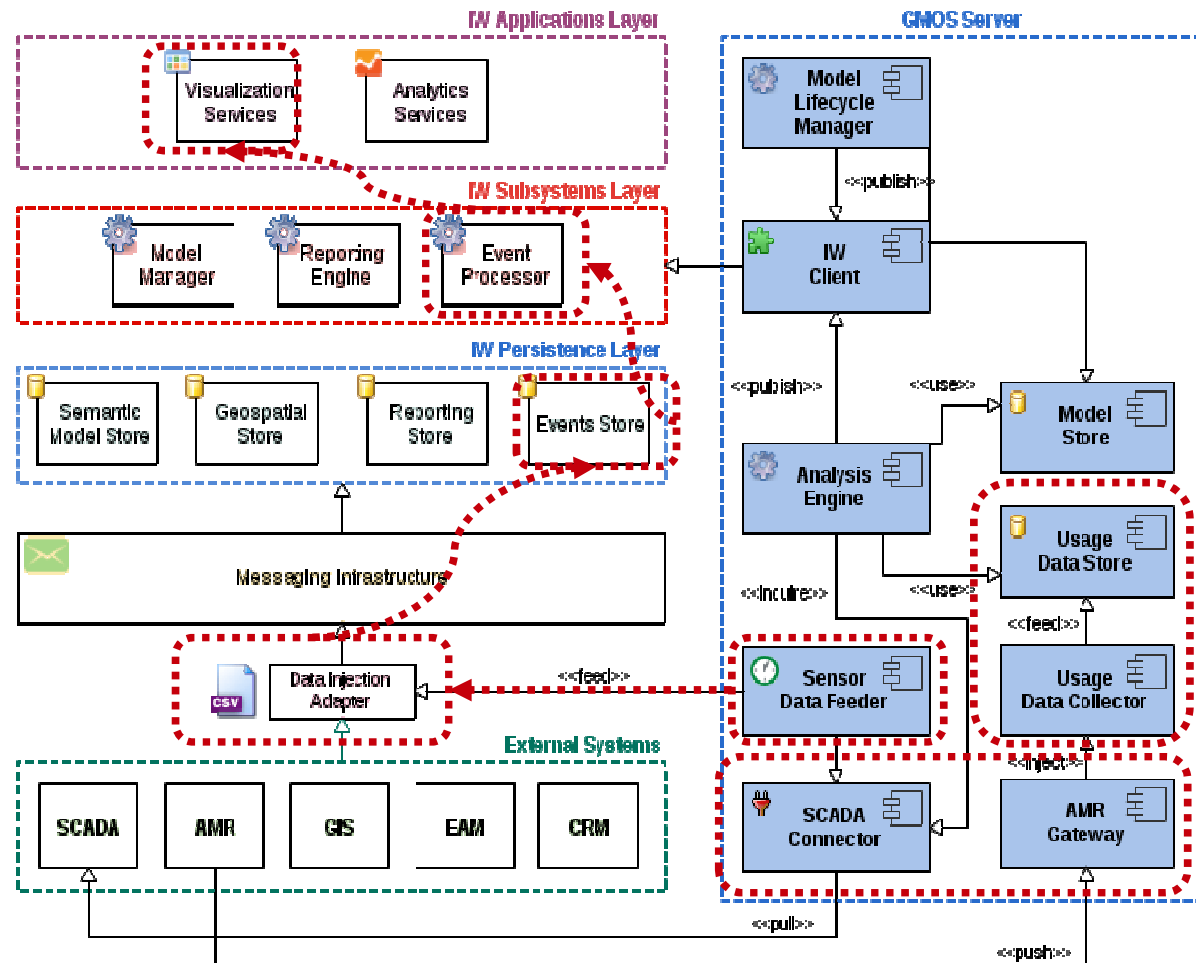 IW Applications Layer
GMOS Server
Visualization
Services
Analytics
Services
Model
Lifecycle
Manager
<<publish>>
IW Subsystems Layer
Model
Manager
Reporting
Engine
Event
Processor
IW
Client
IW Persistence Layer
Semantic
Model Store
Geospatial
Store
Reporting
Store
Events Store
<<pubish>>
<<use>>
Model
Store
Analysis
Engine
Usage
Data Store
Messaging Infrastructure
<<use>>
<<feed>>
CSV
Data Injection
Adapter
<<feed>>
Sensor
Data Feeder
Usage
Data Collector
External Systems
<<inject>>
SCADA
AMR
GIS
EAM
CRM
SCADA
Connector
AMR
Gateway
<<pull>>
<<push>>